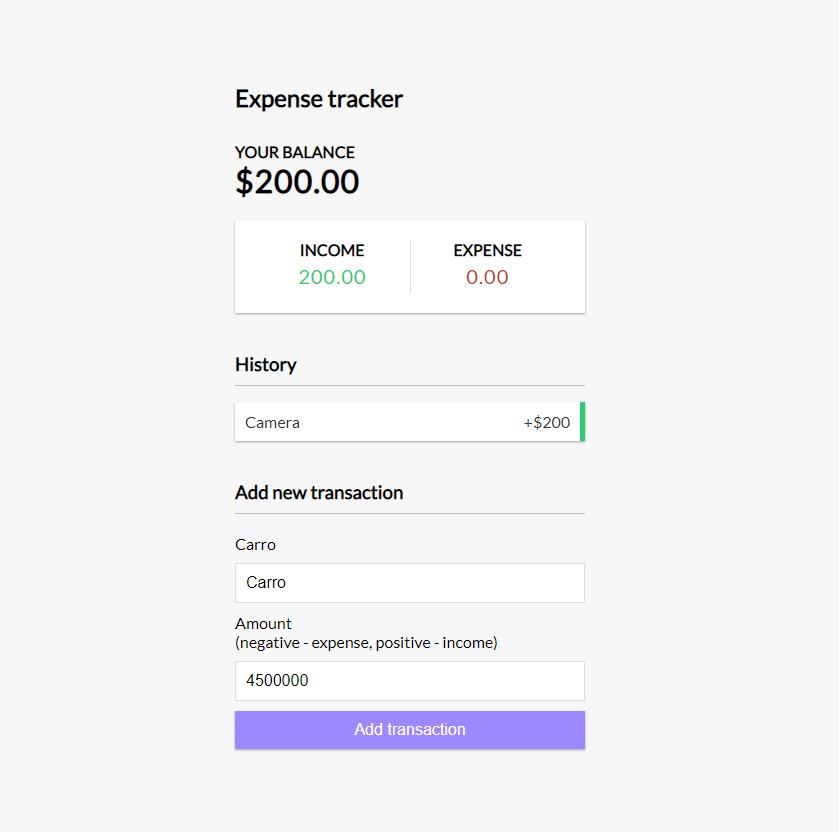 Expense tracker
YOUR BALANCE
$200.00
INCOME EXPENSE
200.00 0.00
History
Camera +$200
Add new transaction
Carro
Carro
Amount
(negative - expense, positive - income)
4500000
Add transaction